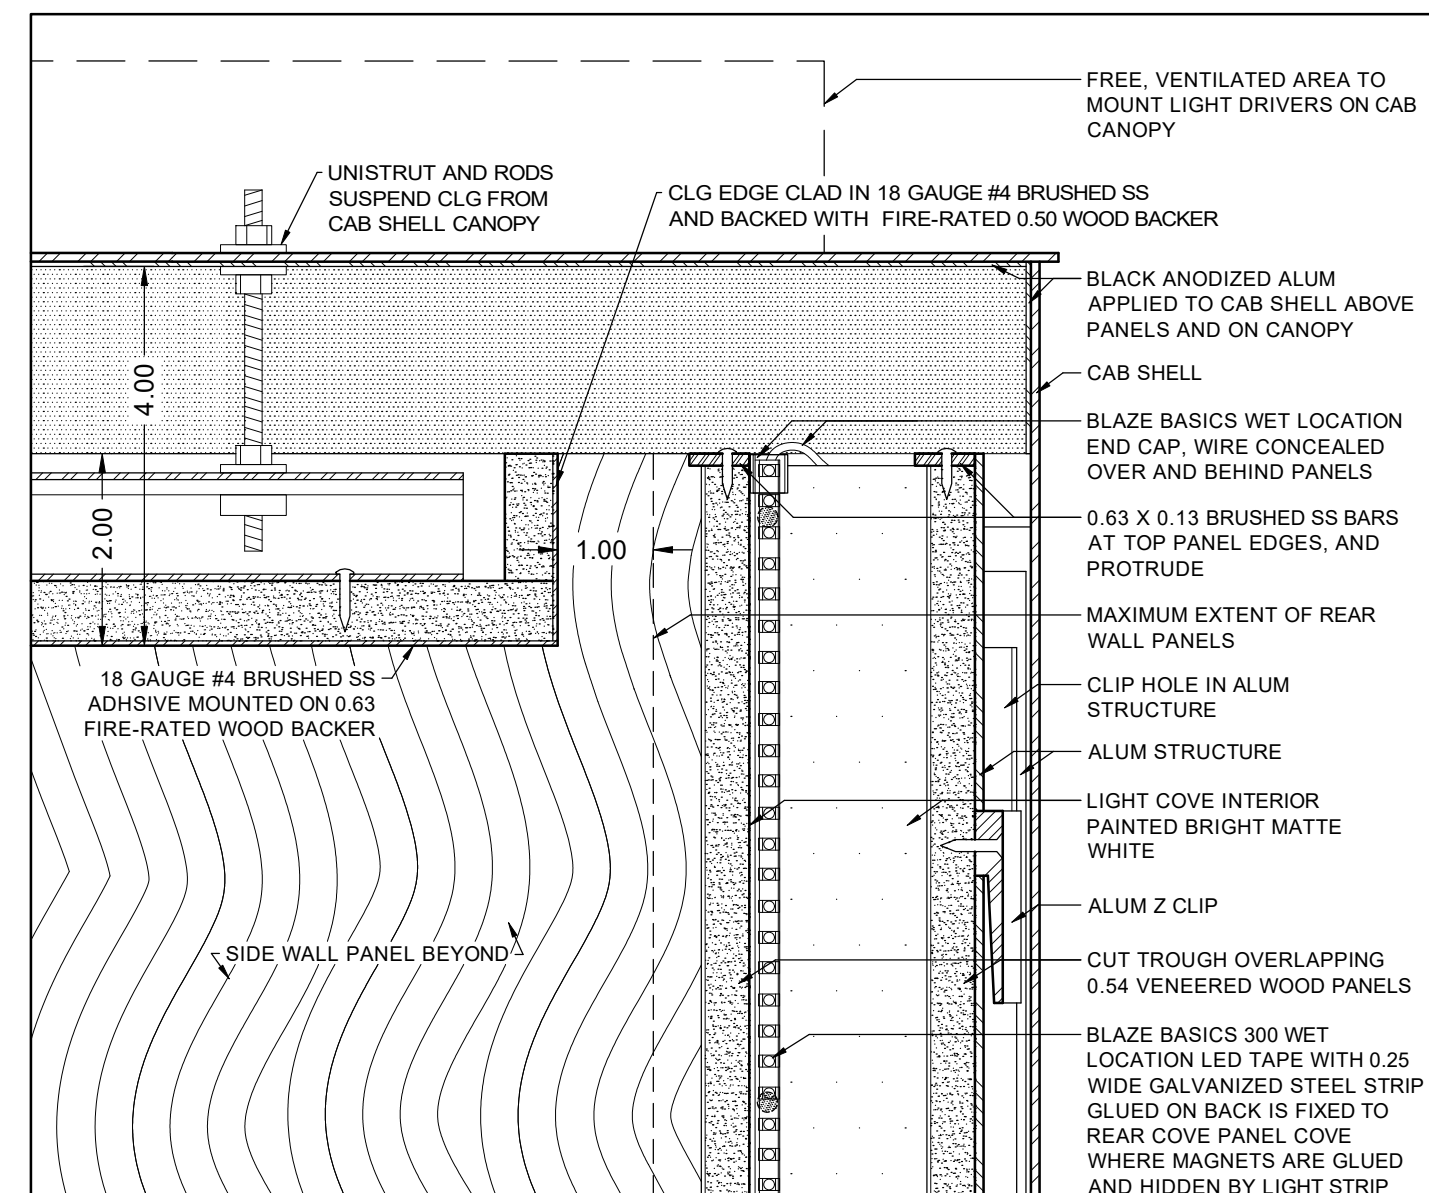 FREE, VENTILATED AREA TO
MOUNT LIGHT DRIVERS ON CAB
CANOPY
UNISTRUT AND RODS
SUSPEND CLG FROM
CAB SHELL CANOPY
CLG EDGE CLAD IN 18 GAUGE #4 BRUSHED SS
AND BACKED WITH FIRE-RATED 0.50 WOOD BACKER
BLACK ANODIZED ALUM
APPLIED TO CAB SHELL ABOVE
PANELS AND ON CANOPY
4.00
CAB SHELL
BLAZE BASICS WET LOCATION
END CAP, WIRE CONCEALED
OVER AND BEHIND PANELS
2.00
1.00
0.63 X 0.13 BRUSHED SS BARS
AT TOP PANEL EDGES, AND
PROTRUDE
MAXIMUM EXTENT OF REAR
WALL PANELS
18 GAUGE #4 BRUSHED SS
ADHSIVE MOUNTED ON 0.63
FIRE-RATED WOOD BACKER
CLIP HOLE IN ALUM
STRUCTURE
ALUM STRUCTURE
LIGHT COVE INTERIOR
PAINTED BRIGHT MATTE
WHITE
ALUM Z CLIP
SIDE WALL PANEL BEYOND
CUT TROUGH OVERLAPPING
0.54 VENEERED WOOD PANELS
BLAZE BASICS 300 WET
LOCATION LED TAPE WITH 0.25
WIDE GALVANIZED STEEL STRIP
GLUED ON BACK IS FIXED TO
REAR COVE PANEL COVE
WHERE MAGNETS ARE GLUED
AND HIDDEN BY LIGHT STRIP